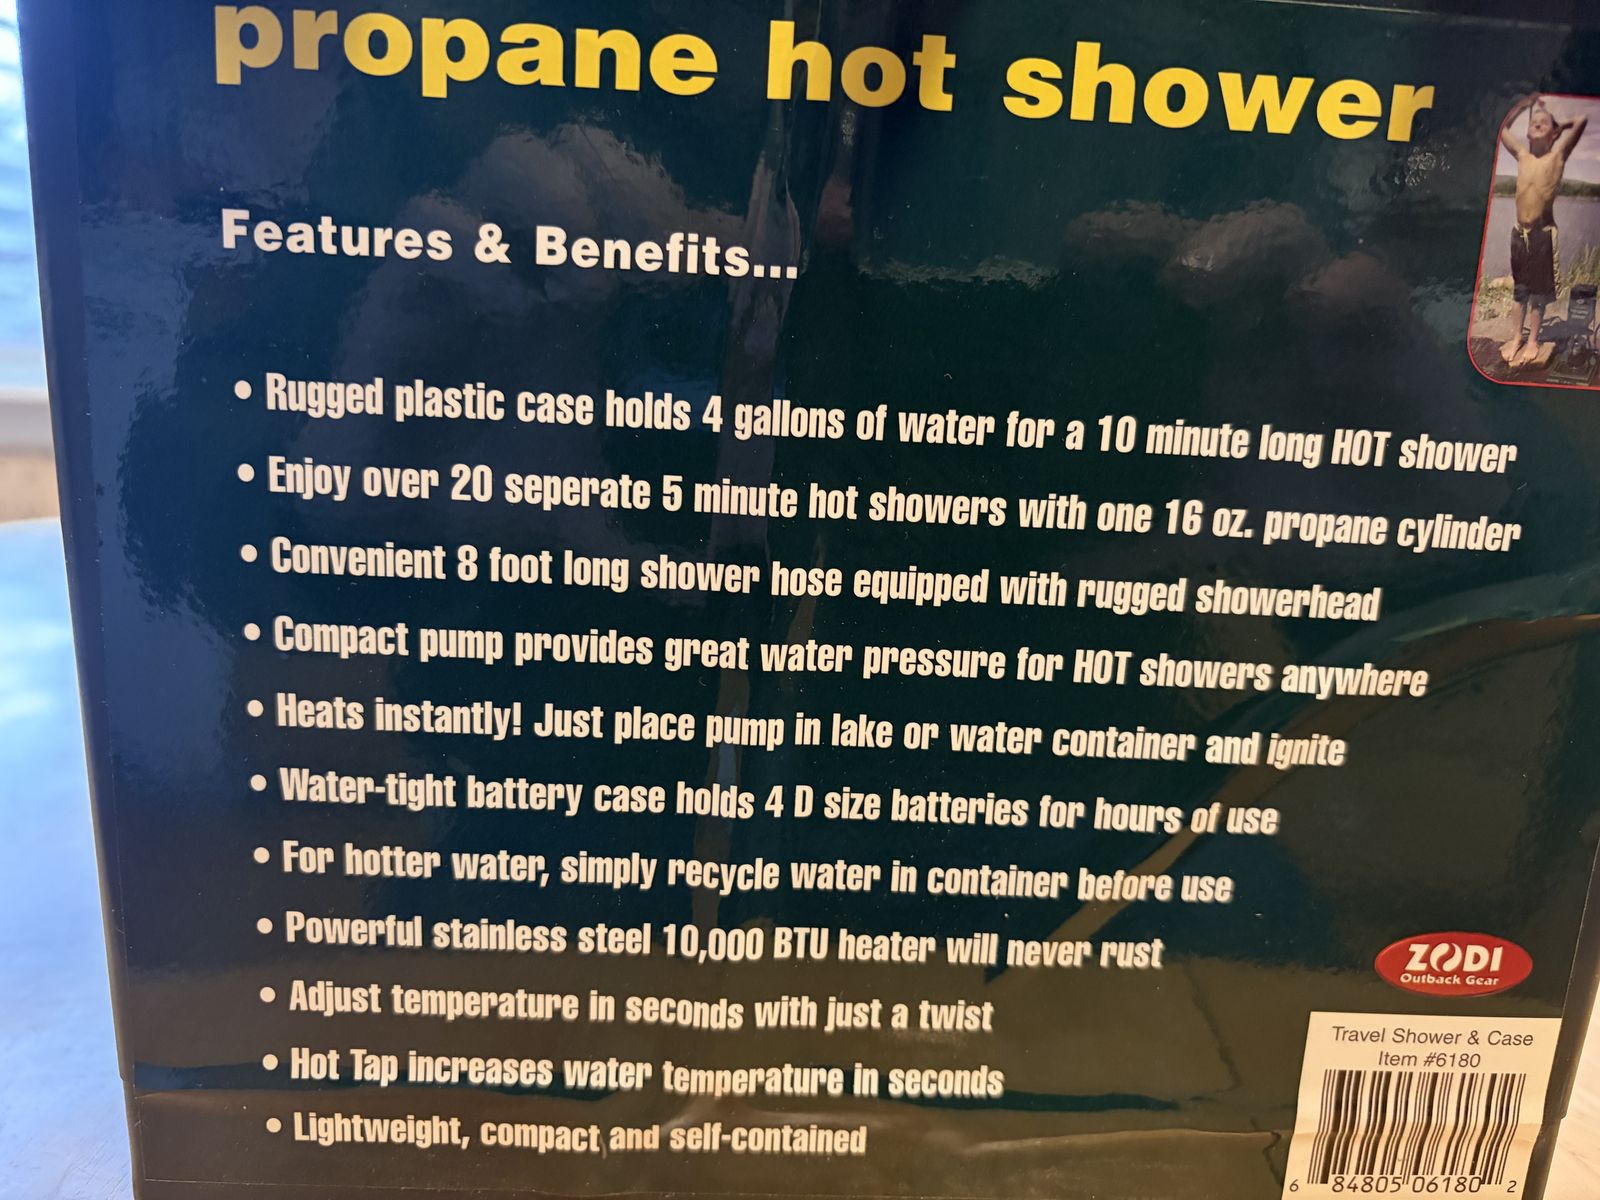 propane hot shower
Features & Benefits...
• Rugged plastic case holds 4 gallons of water for a 10 minute long HOT shower
• Enjoy over 20 seperate 5 minute hot showers with one 16 oz. propane cylinder
• Convenient 8 foot long shower hose equipped with rugged showerhead
• Compact pump provides great water pressure for HOT showers anywhere
• Heats instantly! Just place pump in lake or water container and ignite
• Water-tight battery case holds 4 D size batteries for hours of use
• For hotter water, simply recycle water in container before use
• Powerful stainless steel 10,000 BTU heater will never rust
• Adjust temperature in seconds with just a twist
• Hot Tap increases water temperature in seconds
• Lightweight, compact and self-contained
ZODI
Outback Gear
Travel Shower & Case
Item #6180
6 84805 06180 2